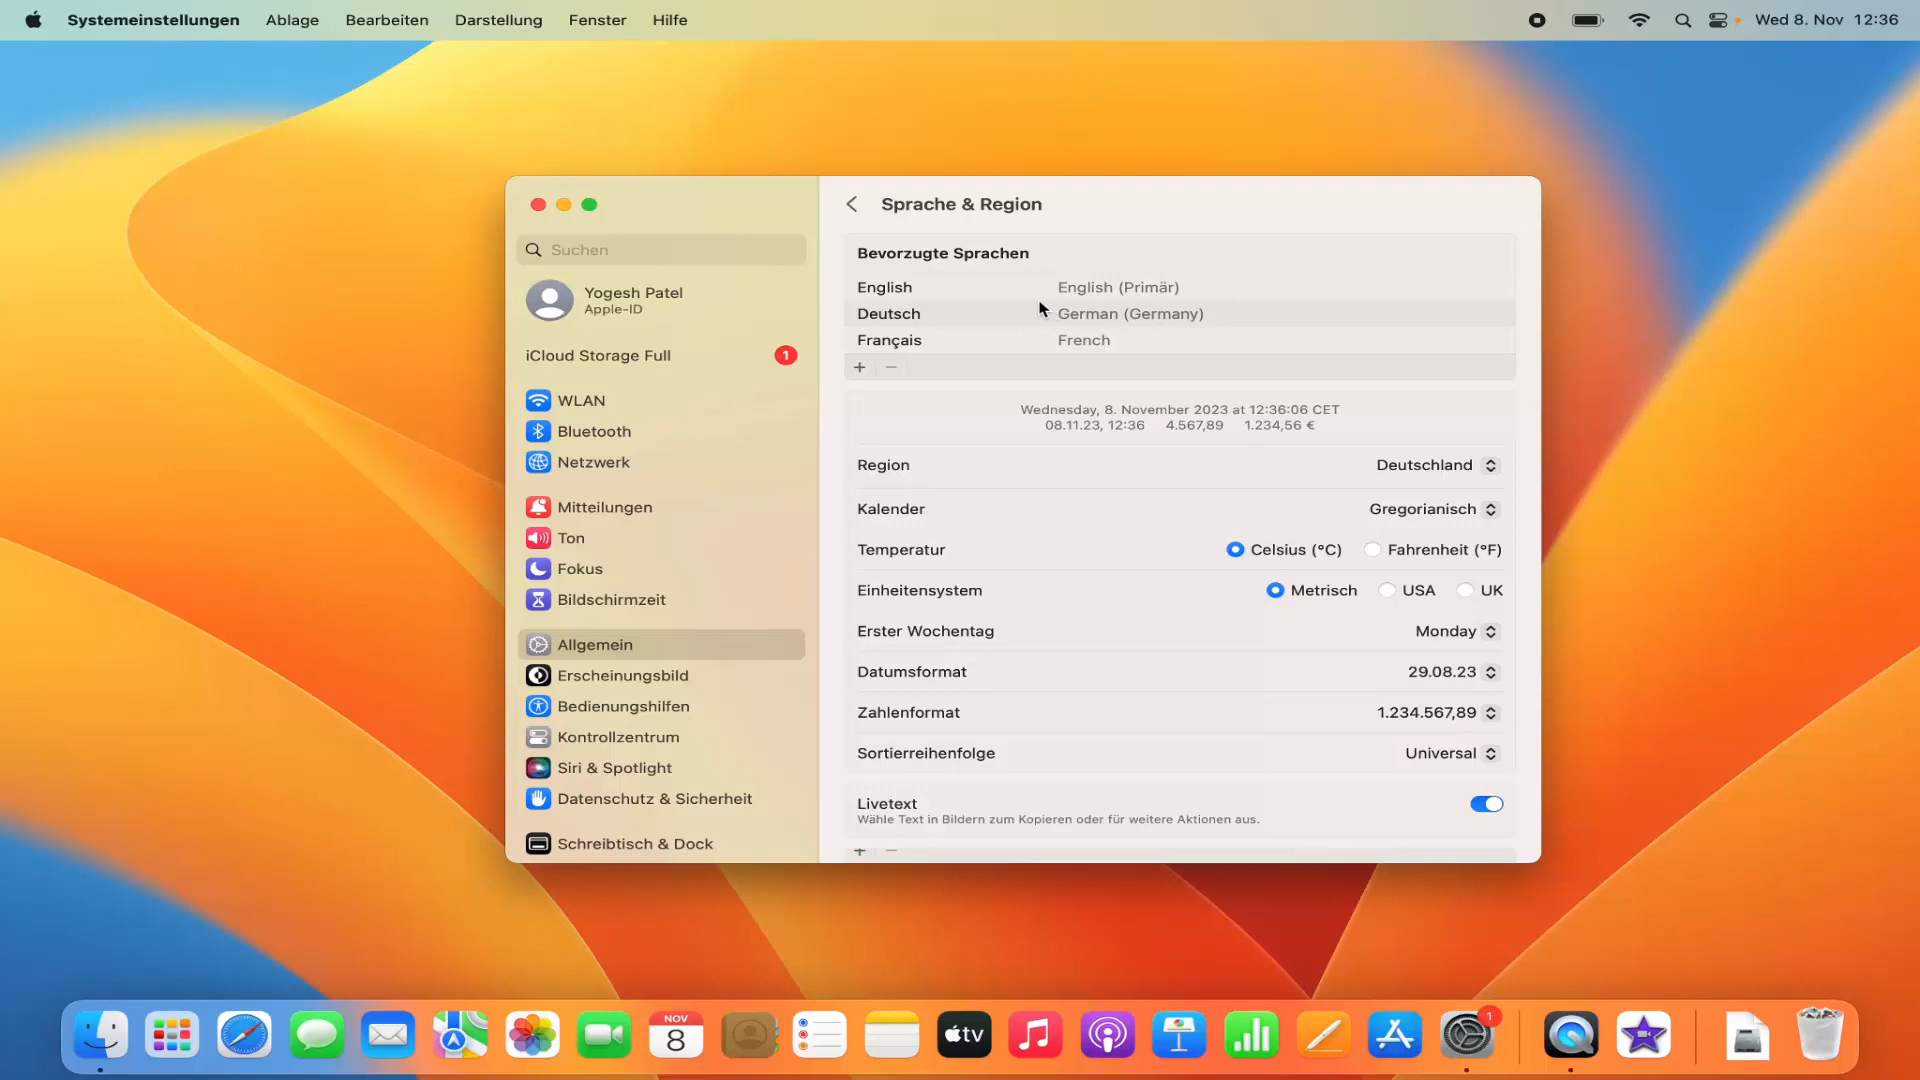 Systemeinstellungen Ablage Bearbeiten Darstellung Fenster Hilfe Wed 8. Nov 12:36
Sprache & Region
Suchen
Yogesh Patel
Apple-ID
iCloud Storage Full 1
WLAN
Bluetooth
Netzwerk
Mitteilungen
Ton
Fokus
Bildschirmzeit
Allgemein
Erscheinungsbild
Bedienungshilfen
Kontrollzentrum
Siri & Spotlight
Datenschutz & Sicherheit
Schreibtisch & Dock
Bevorzugte Sprachen
English English (Primär)
Deutsch German (Germany)
Français French
+ −
Wednesday, 8. November 2023 at 12:36:06 CET
08.11.23, 12:36 4.567,89 1.234,56 €
Region Deutschland
Kalender Gregorianisch
Temperatur Celsius (°C) Fahrenheit (°F)
Einheitensystem Metrisch USA UK
Erster Wochentag Monday
Datumsformat 29.08.23
Zahlenformat 1.234.567,89
Sortierreihenfolge Universal
Livetext
Wähle Text in Bildern zum Kopieren oder für weitere Aktionen aus.
+ −
NOV
8
tv
1